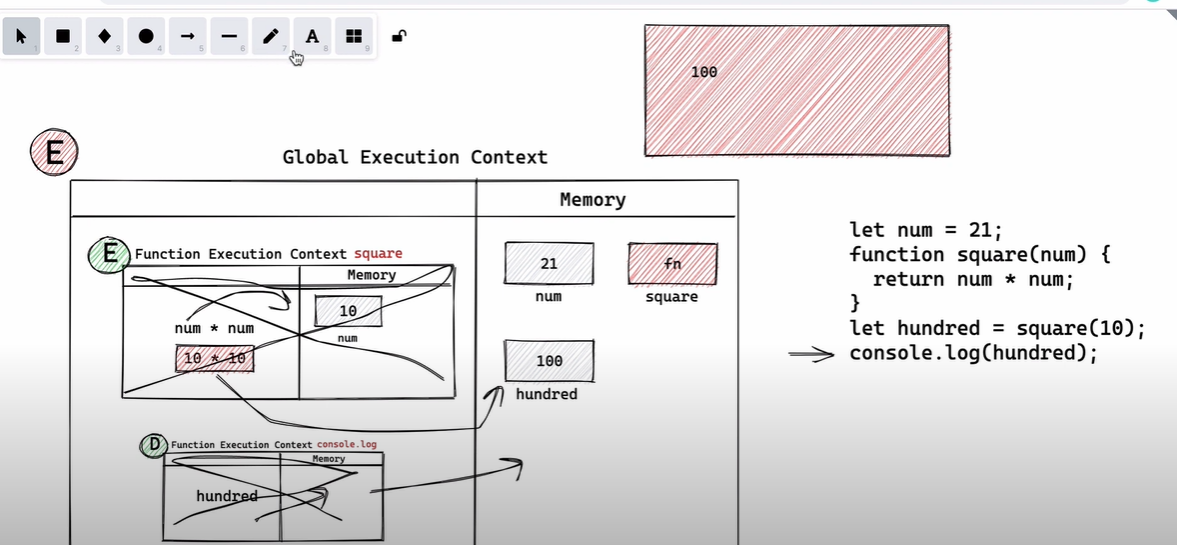 1 2 3 4 5 6 A 7 8 9
100
E
Global Execution Context
Memory
E
Function Execution Context square
Memory
21
fn
num
square
10
num * num
num
10 * 10
100
hundred
D
Function Execution Context console.log
Memory
hundred
let num = 21;
function square(num) {
return num * num;
}
let hundred = square(10);
console.log(hundred);